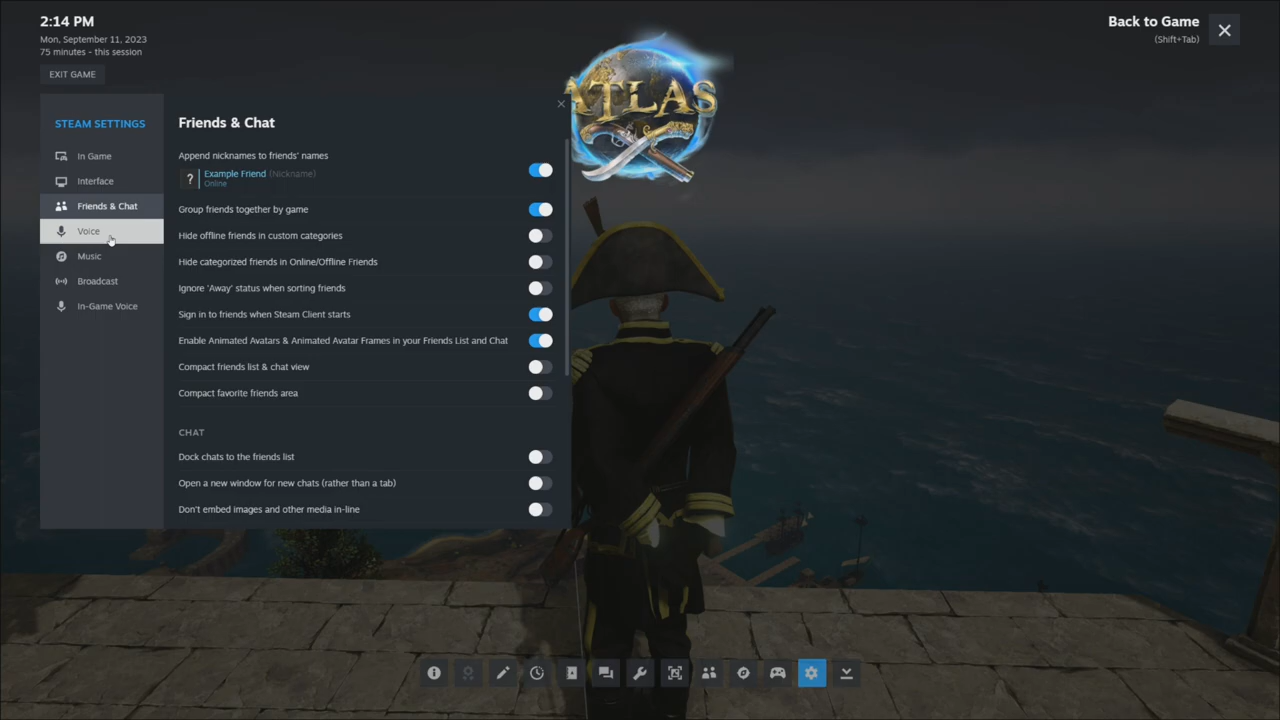 2:14 PM
Mon, September 11, 2023
75 minutes - this session
EXIT GAME
Back to Game
(Shift+Tab)
ATLAS
STEAM SETTINGS
In Game
Interface
Friends & Chat
Voice
Music
Broadcast
In-Game Voice
Friends & Chat
Append nicknames to friends' names
? Example Friend (Nickname)
Online
Group friends together by game
Hide offline friends in custom categories
Hide categorized friends in Online/Offline Friends
Ignore 'Away' status when sorting friends
Sign in to friends when Steam Client starts
Enable Animated Avatars & Animated Avatar Frames in your Friends List and Chat
Compact friends list & chat view
Compact favorite friends area
CHAT
Dock chats to the friends list
Open a new window for new chats (rather than a tab)
Don't embed images and other media in-line